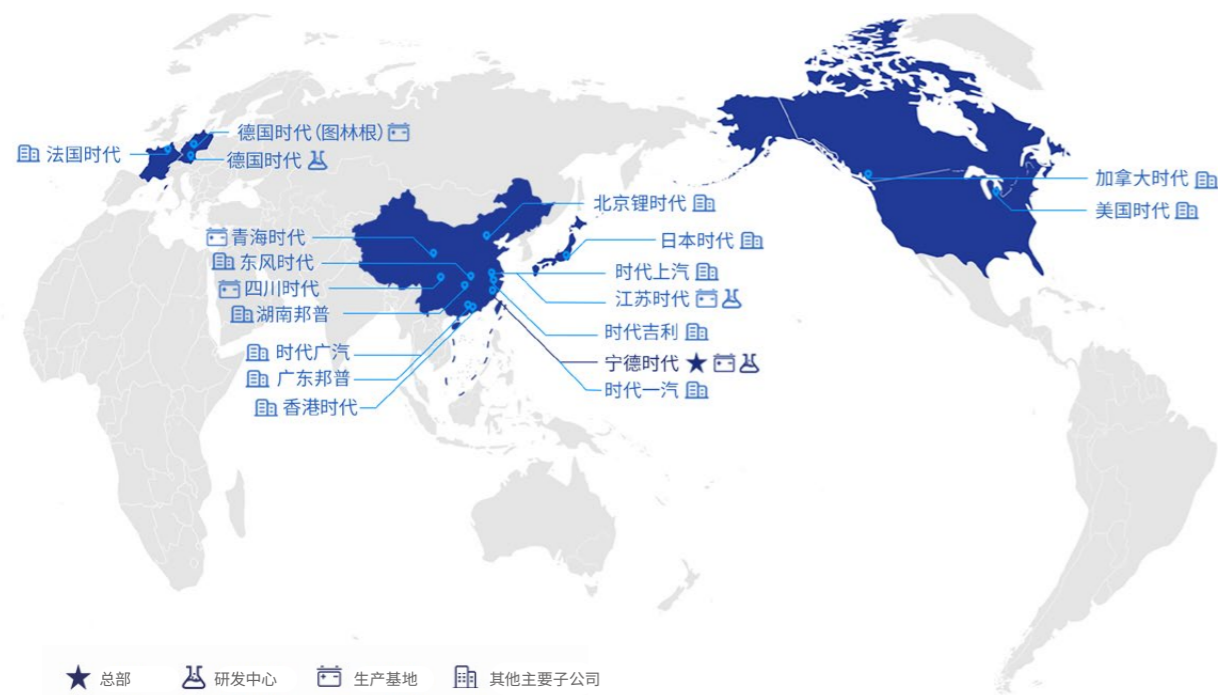 德国时代(图林根)
法国时代
德国时代
加拿大时代
北京锂时代
美国时代
青海时代
日本时代
东风时代
时代上汽
四川时代
江苏时代
湖南邦普
时代吉利
时代广汽
宁德时代
广东邦普
时代一汽
香港时代
总部
研发中心
生产基地
其他主要子公司